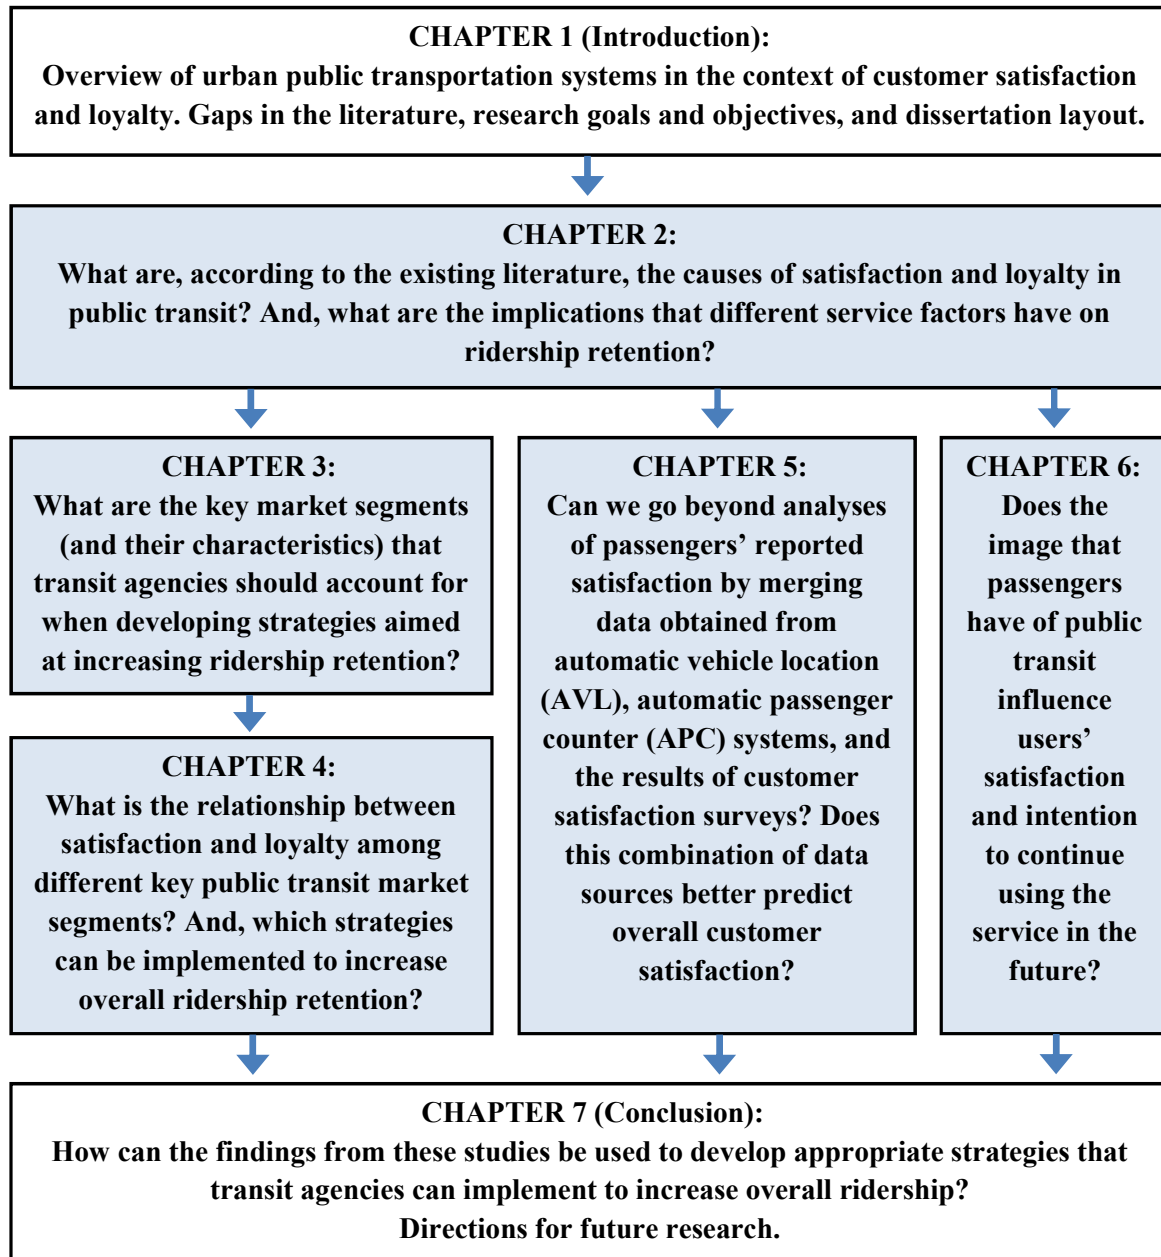 CHAPTER 1 (Introduction):
Overview of urban public transportation systems in the context of customer satisfaction
and loyalty. Gaps in the literature, research goals and objectives, and dissertation layout.
CHAPTER 2:
What are, according to the existing literature, the causes of satisfaction and loyalty in
public transit? And, what are the implications that different service factors have on
ridership retention?
CHAPTER 3:
What are the key market segments
(and their characteristics) that
transit agencies should account for
when developing strategies aimed
at increasing ridership retention?
CHAPTER 4:
What is the relationship between
satisfaction and loyalty among
different key public transit market
segments? And, which strategies
can be implemented to increase
overall ridership retention?
CHAPTER 5:
Can we go beyond analyses
of passengers’ reported
satisfaction by merging
data obtained from
automatic vehicle location
(AVL), automatic passenger
counter (APC) systems, and
the results of customer
satisfaction surveys? Does
this combination of data
sources better predict
overall customer
satisfaction?
CHAPTER 6:
Does the
image that
passengers
have of public
transit
influence
users’
satisfaction
and intention
to continue
using the
service in the
future?
CHAPTER 7 (Conclusion):
How can the findings from these studies be used to develop appropriate strategies that
transit agencies can implement to increase overall ridership?
Directions for future research.